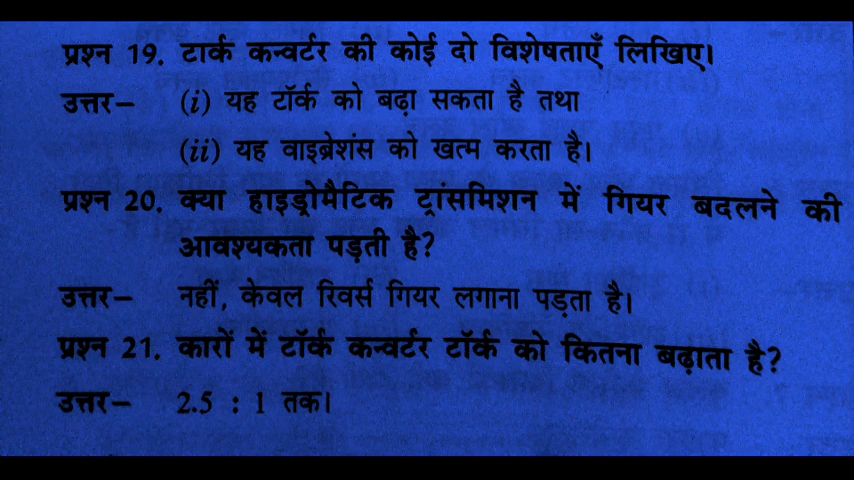 प्रश्न 19. टार्क कन्वर्टर की कोई दो विशेषताएँ लिखिए।
उत्तर– (i) यह टॉर्क को बढ़ा सकता है तथा
(ii) यह वाइब्रेशंस को खत्म करता है।
प्रश्न 20. क्या हाइड्रोमैटिक ट्रांसमिशन में गियर बदलने की
आवश्यकता पड़ती है?
उत्तर– नहीं, केवल रिवर्स गियर लगाना पड़ता है।
प्रश्न 21. कारों में टॉर्क कन्वर्टर टॉर्क को कितना बढ़ाता है?
उत्तर– 2.5 : 1 तक।